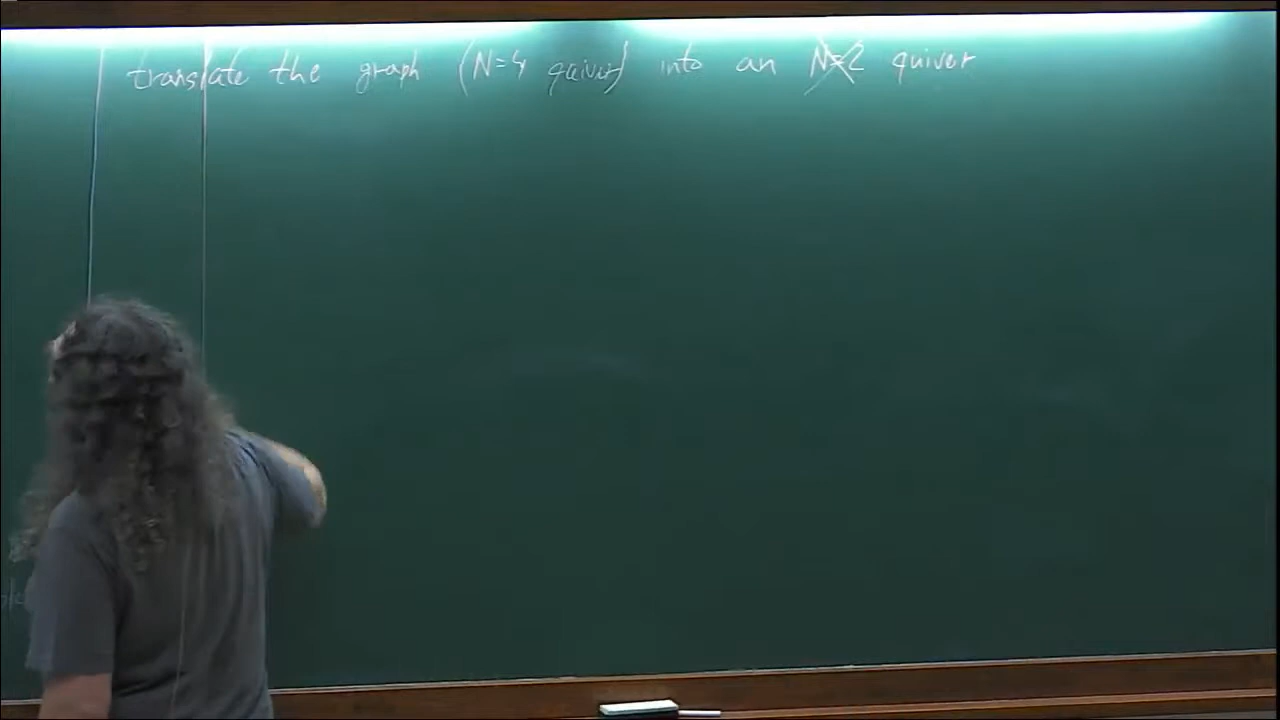 translate the graph (N=4 quiver) into an N=2 quiver